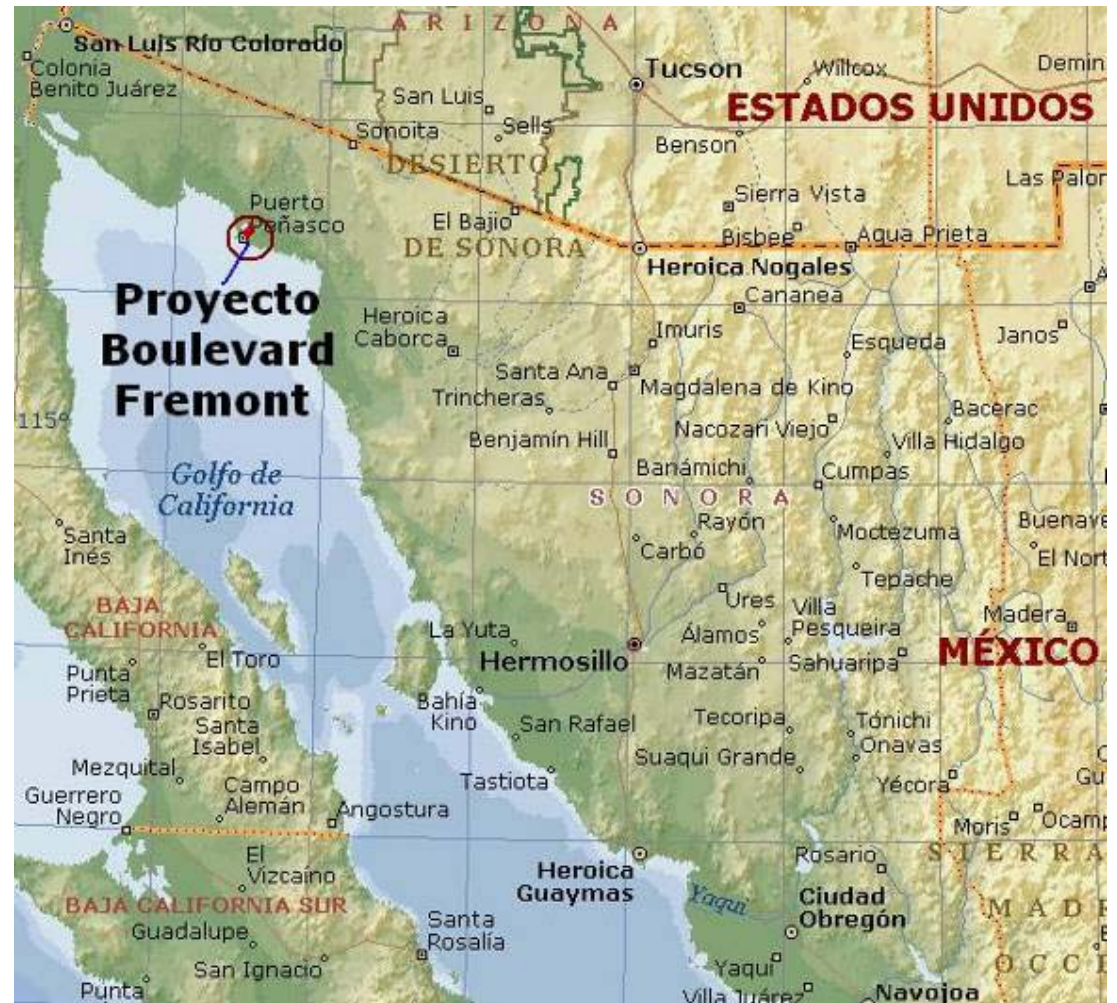 ARIZONA
San Luis Río Colorado
Colonia
Benito Juárez
Tucson
Willcox
Demin
San Luis
ESTADOS UNIDOS
Sonoita
Sells
Benson
DESIERTO
DE SONORA
Las Palor
Sierra Vista
Puerto
Peñasco
El Bajio
Bisbee
Agua Prieta
Heroica Nogales
Proyecto
Boulevard
Fremont
Cananea
Heroica
Caborca
Imuris
Esqueda
Janos
Santa Ana
Magdalena de Kino
Trincheras
Bacerac
115°
Nacozari Viejo
Benjamín Hill
Villa Hidalgo
Banámichi
Cumpas
Golfo de
California
SONORA
Rayón
Moctezuma
Buenave
Santa
Inés
Carbó
El Nort
Tepache
BAJA
CALIFORNIA
Ures
Villa
Pesqueira
Madera
La Yuta
Álamos
El Toro
Hermosillo
Mazatán
Sahuaripa
MÉXICO
Punta
Prieta
Rosarito
Bahía
Kino
Santa
Isabel
San Rafael
Tecoripa
Tónichi
Onavas
Mezquital
Suaqui Grande
Campo
Alemán
Tastiota
Yécora
Gu
Guerrero
Negro
Angostura
Moris
Ocamp
El
Vizcaíno
Heroica
Guaymas
Rosario
SIERRA
MADR
OCCI
BAJA CALIFORNIA SUR
Yaqui
Ciudad
Obregón
Guadalupe
Santa
Rosalía
San Ignacio
Yaqui
Punta
Villa Juárez
Navojoa